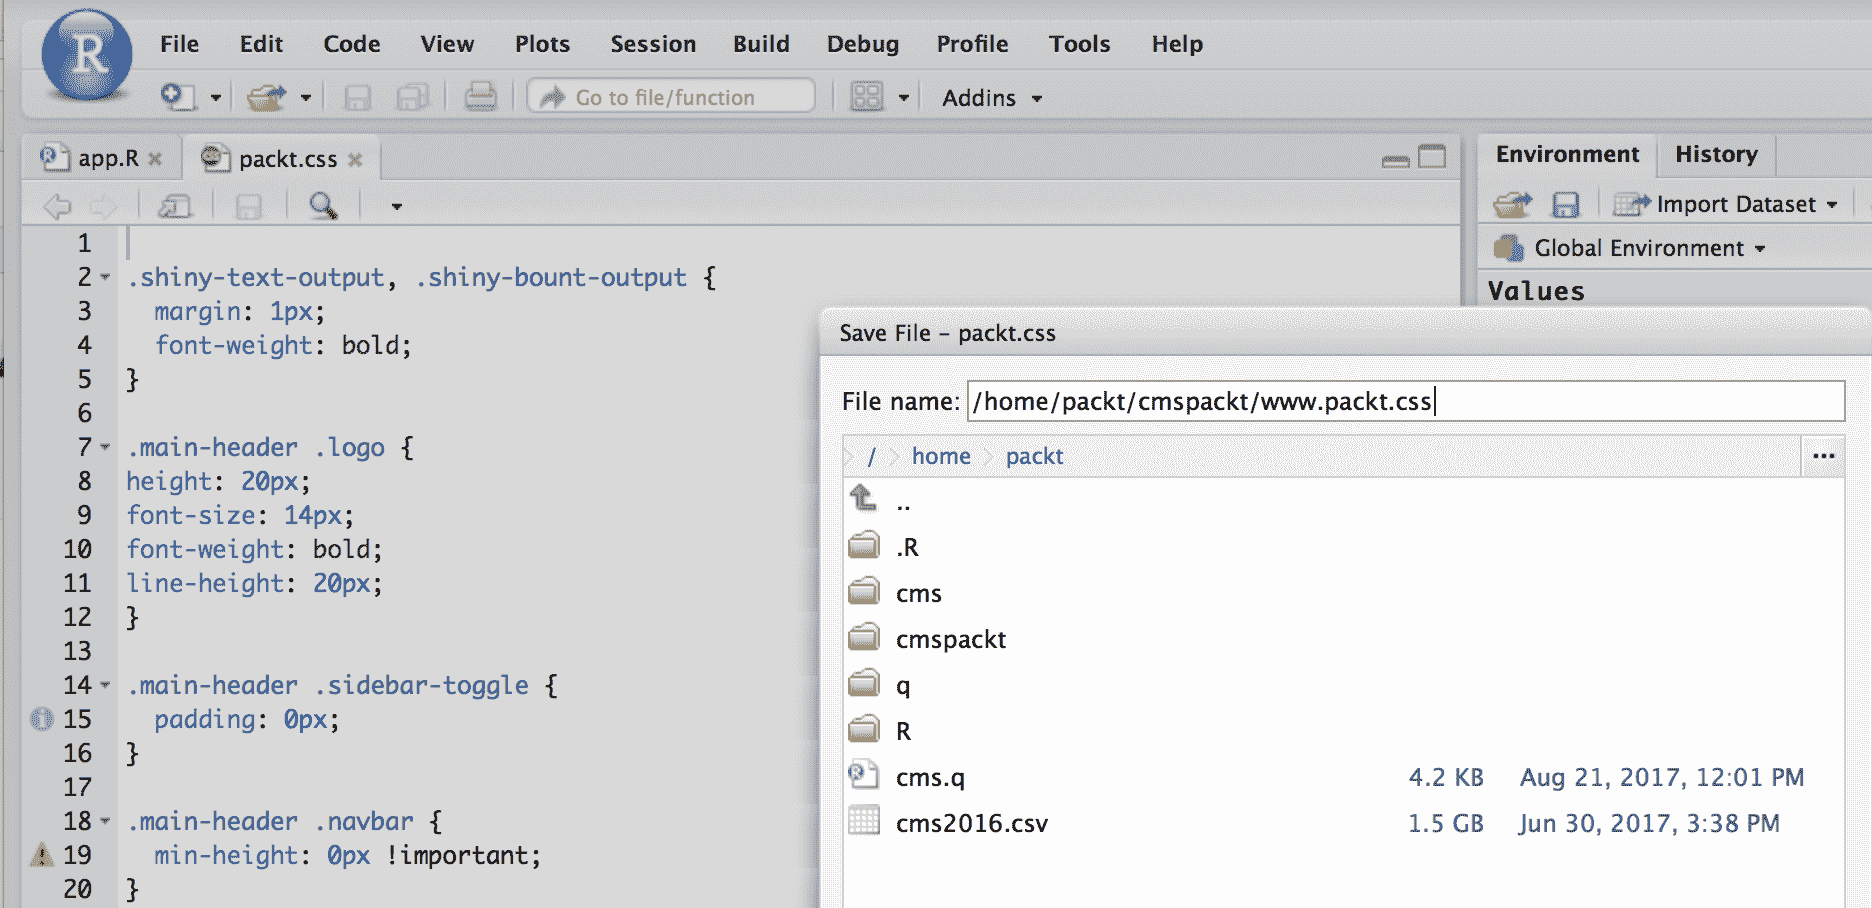 R
File Edit Code View Plots Session Build Debug Profile Tools Help
Go to file/function Addins
app.R packt.css
1
2 .shiny-text-output, .shiny-bount-output {
3 margin: 1px;
4 font-weight: bold;
5 }
6
7 .main-header .logo {
8 height: 20px;
9 font-size: 14px;
10 font-weight: bold;
11 line-height: 20px;
12 }
13
14 .main-header .sidebar-toggle {
15 padding: 0px;
16 }
17
18 .main-header .navbar {
19 min-height: 0px !important;
20 }
Environment History
Import Dataset
Global Environment
Values
Save File – packt.css
File name: /home/packt/cmspackt/www.packt.css
/ home packt ...
..
.R
cms
cmspackt
q
R
cms.q 4.2 KB Aug 21, 2017, 12:01 PM
cms2016.csv 1.5 GB Jun 30, 2017, 3:38 PM